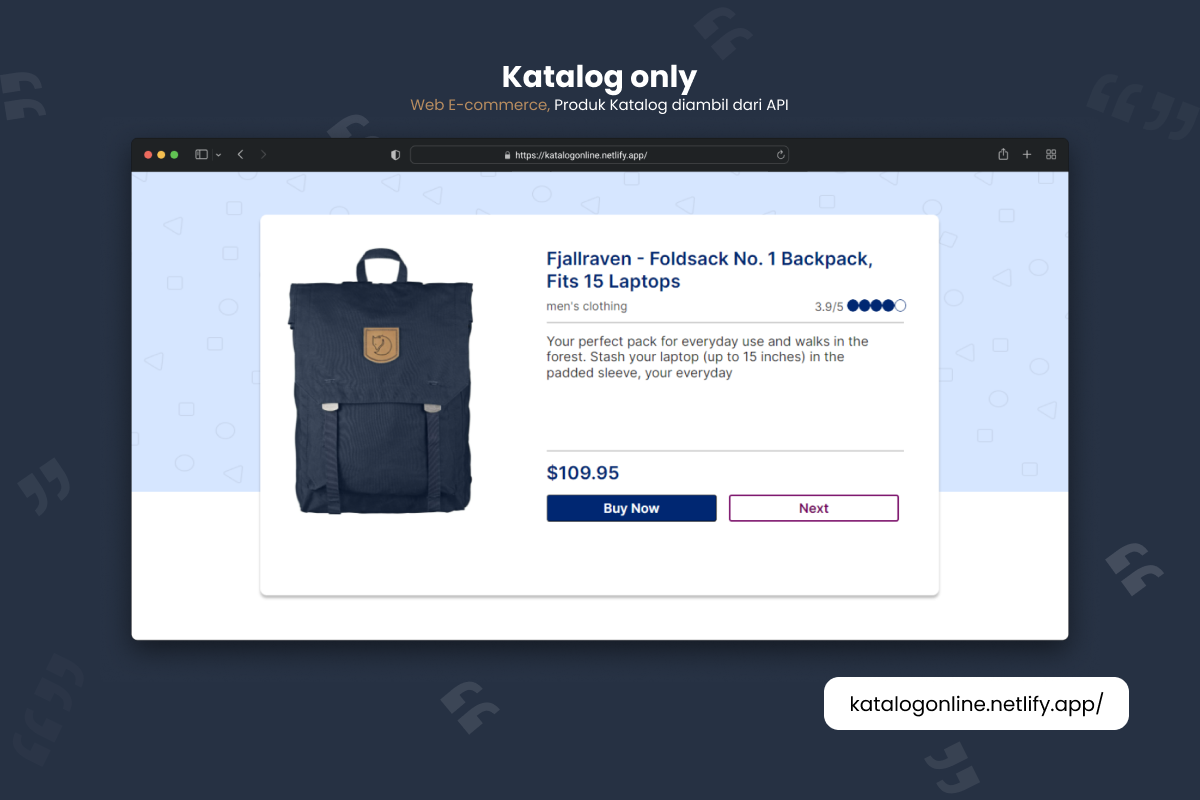 Katalog only
Web E-commerce, Produk Katalog diambil dari API
https://katalogonline.netlify.app/
Fjallraven - Foldsack No. 1 Backpack,
Fits 15 Laptops
men's clothing
3.9/5
Your perfect pack for everyday use and walks in the
forest. Stash your laptop (up to 15 inches) in the
padded sleeve, your everyday
$109.95
Buy Now
Next
katalogonline.netlify.app/